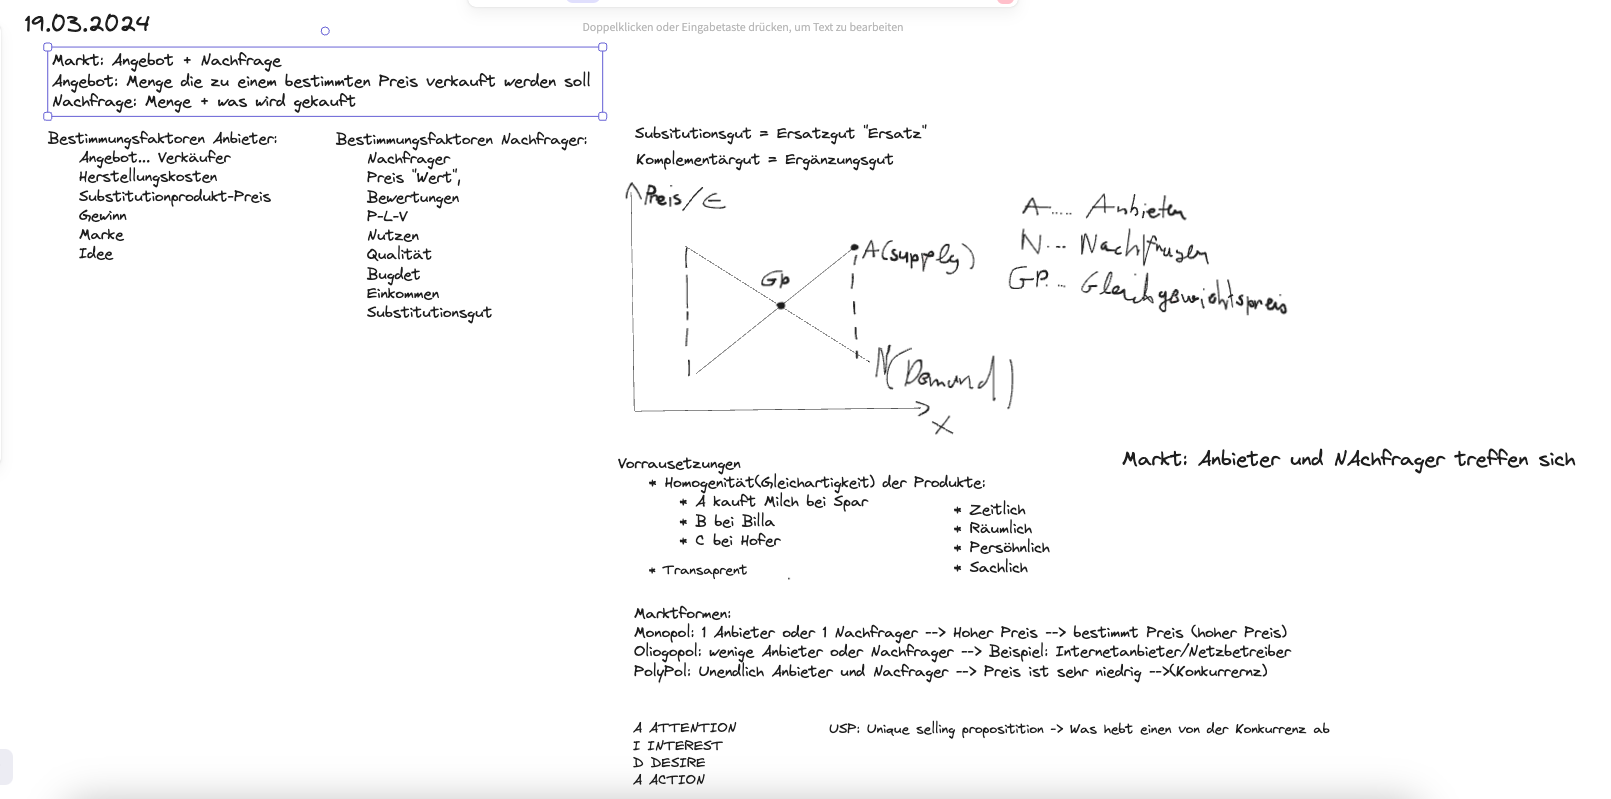 19.03.2024
Doppelklicken oder Eingabetaste drücken, um Text zu bearbeiten
Markt: Angebot + Nachfrage
Angebot: Menge die zu einem bestimmten Preis verkauft werden soll
Nachfrage: Menge + was wird gekauft
Bestimmungsfaktoren Anbieter:
Angebot... Verkäufer
Herstellungskosten
Substitutionprodukt-Preis
Gewinn
Marke
Idee
Bestimmungsfaktoren Nachfrager:
Nachfrager
Preis "Wert",
Bewertungen
P-L-V
Nutzen
Qualität
Bugdet
Einkommen
Substitutionsgut
Subsitutionsgut = Ersatzgut "Ersatz"
Komplementärgut = Ergänzungsgut
Preis/€
A(supply)
GP
N(Demand)
X
A..... Anbieten
N... Nachfragen
GP... Gleichgewichtspreis
Markt: Anbieter und NAchfrager treffen sich
Vorrausetzungen
* Homogenität(Gleichartigkeit) der Produkte:
* A kauft Milch bei Spar
* B bei Billa
* C bei Hofer
* Transaprent
* Zeitlich
* Räumlich
* Persöhnlich
* Sachlich
Marktformen:
Monopol: 1 Anbieter oder 1 Nachfrager --> Hoher Preis --> bestimmt Preis (hoher Preis)
Oliogopol: wenige Anbieter oder Nachfrager --> Beispiel: Internetanbieter/Netzbetreiber
PolyPol: Unendlich Anbieter und Nacfrager --> Preis ist sehr niedrig -->(Konkurrernz)
A ATTENTION
I INTEREST
D DESIRE
A ACTION
USP: Unique selling propositition -> Was hebt einen von der Konkurrenz ab